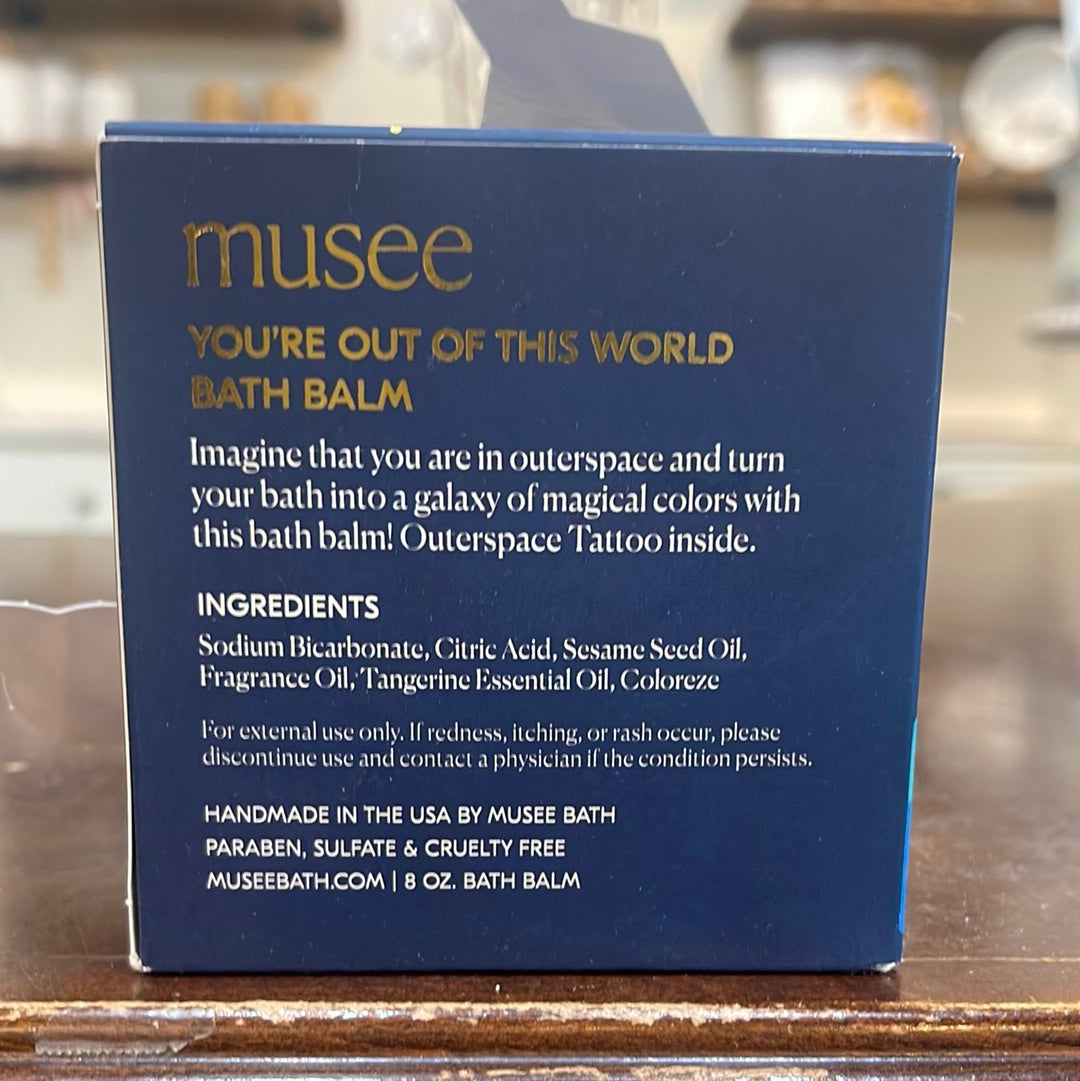 musee
YOU'RE OUT OF THIS WORLD
BATH BALM
Imagine that you are in outerspace and turn
your bath into a galaxy of magical colors with
this bath balm! Outerspace Tattoo inside.
INGREDIENTS
Sodium Bicarbonate, Citric Acid, Sesame Seed Oil,
Fragrance Oil, Tangerine Essential Oil, Coloreze
For external use only. If redness, itching, or rash occur, please
discontinue use and contact a physician if the condition persists.
HANDMADE IN THE USA BY MUSEE BATH
PARABEN, SULFATE & CRUELTY FREE
MUSEEBATH.COM | 8 OZ. BATH BALM